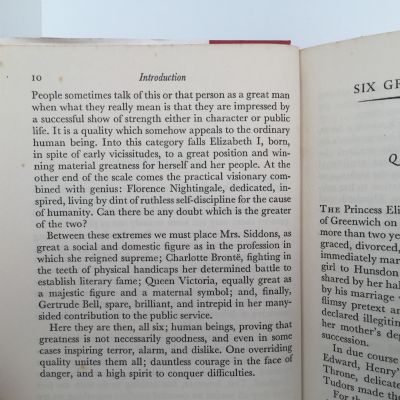 10 Introduction
People sometimes talk of this or that person as a great man
when what they really mean is that they are impressed by
a successful show of strength either in character or public
life. It is a quality which somehow appeals to the ordinary
human being. Into this category falls Elizabeth I, born,
in spite of early vicissitudes, to a great position and win-
ning material greatness for herself and her people. At the
other end of the scale comes the practical visionary com-
bined with genius: Florence Nightingale, dedicated, in-
spired, living by dint of ruthless self-discipline for the cause
of humanity. Can there be any doubt which is the greater
of the two?
Between these extremes we must place Mrs. Siddons, as
great a social and domestic figure as in the profession in
which she reigned supreme; Charlotte Brontë, fighting in
the teeth of physical handicaps her determined battle to
establish literary fame; Queen Victoria, equally great as
a majestic figure and a maternal symbol; and, finally,
Gertrude Bell, spare, brilliant, and intrepid in her many-
sided contribution to the public service.
Here they are then, all six; human beings, proving that
greatness is not necessarily goodness, and even in some
cases inspiring terror, alarm, and dislike. One overriding
quality unites them all; dauntless courage in the face of
danger, and a high spirit to conquer difficulties.
SIX GR
Q
THE Princess Eli
of Greenwich on
more than two ye
graced, divorced,
immediately marr
girl to Hunsdon
shared by her hal
by his marriage
flimsy pretext an
declared illegitim
her mother's deg
succession.
In due course
Edward, Henry'
Throne, delicate
Tudors made the
For the